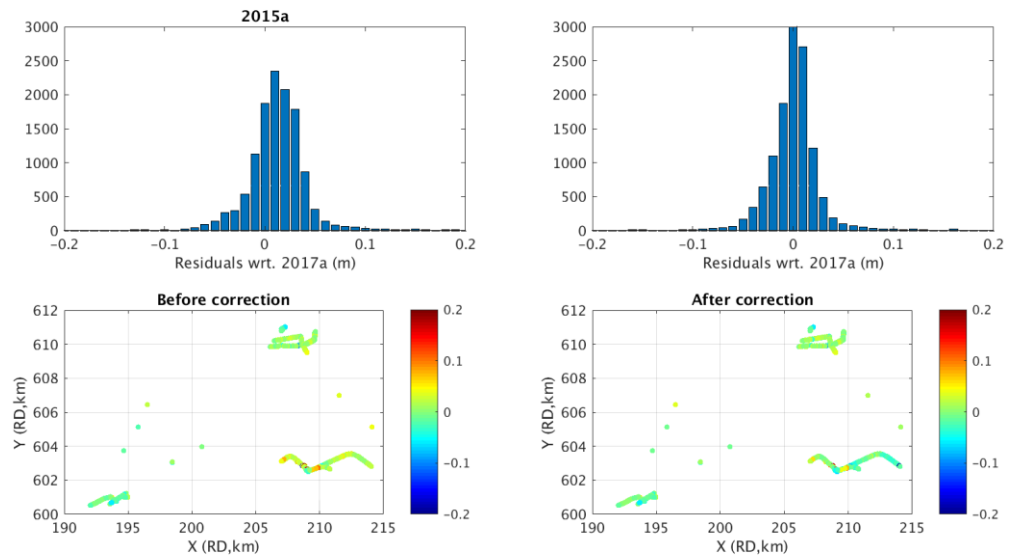 2015a
3000
2500
2000
1500
1000
500
0
−0.2 −0.1 0 0.1 0.2
Residuals wrt. 2017a (m)
3000
2500
2000
1500
1000
500
0
−0.2 −0.1 0 0.1 0.2
Residuals wrt. 2017a (m)
Before correction
612
610
608
606
604
602
600
Y (RD,km)
190 195 200 205 210 215
X (RD,km)
0.2
0.1
0
−0.1
−0.2
After correction
612
610
608
606
604
602
600
Y (RD,km)
190 195 200 205 210 215
X (RD,km)
0.2
0.1
0
−0.1
−0.2